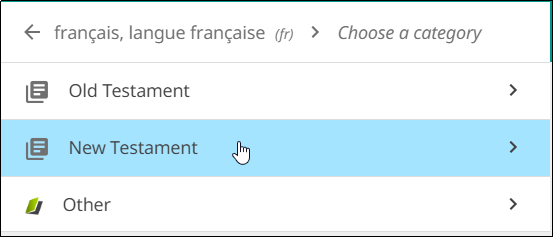 français, langue française (fr) > Choose a category
Old Testament
New Testament
Other